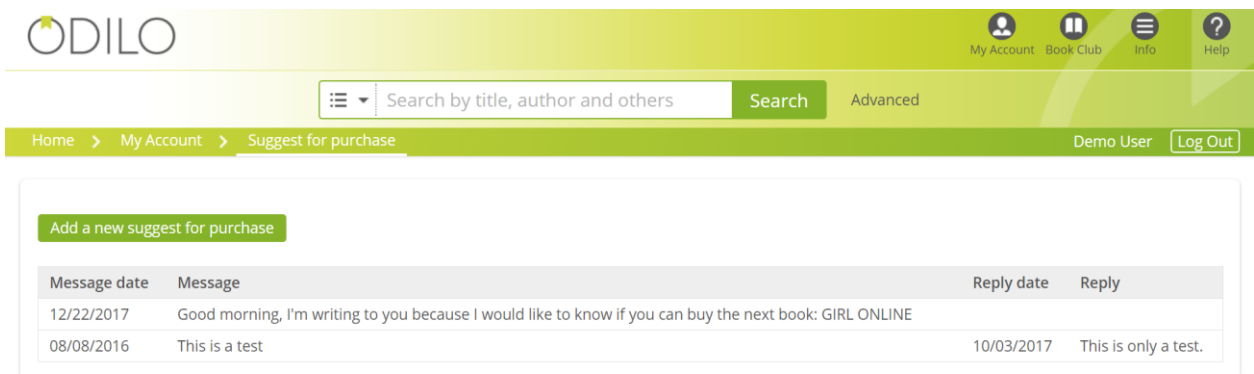 ODILO
My Account Book Club Info Help
Search by title, author and others Search Advanced
Home My Account Suggest for purchase Demo User Log Out
Add a new suggest for purchase
Message date Message Reply date Reply
12/22/2017 Good morning, I'm writing to you because I would like to know if you can buy the next book: GIRL ONLINE
08/08/2016 This is a test 10/03/2017 This is only a test.